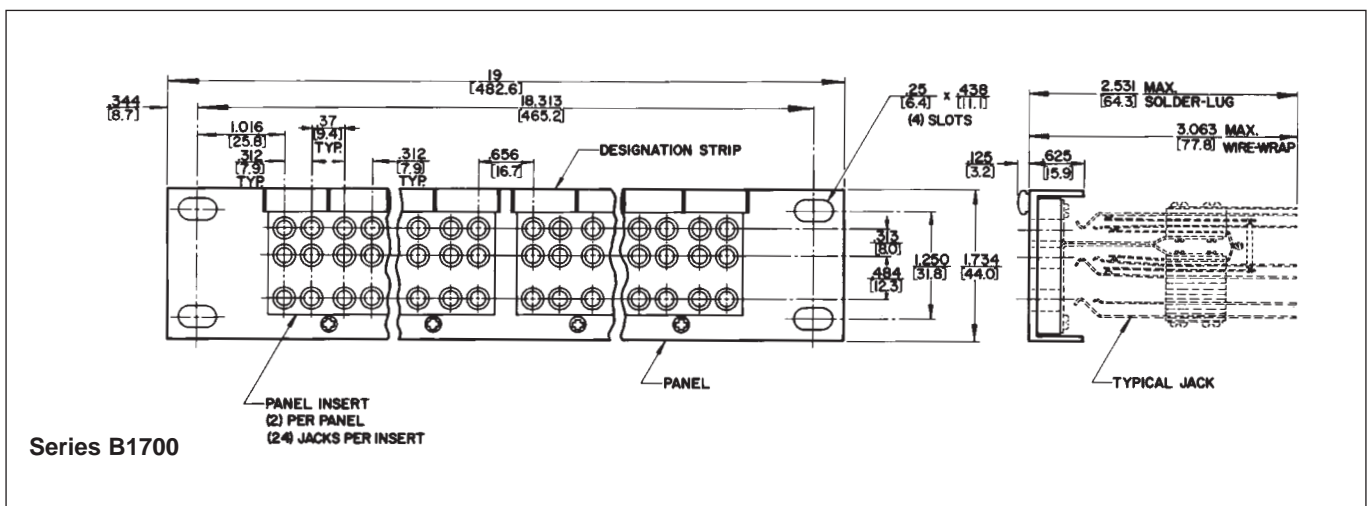 19
[482.6]
.344
[8.7]
18.313
[465.2]
.25 x .438
[6.4] [11.1]
(4) SLOTS
2.531 MAX.
[64.3] SOLDER-LUG
1.016
[25.8]
.37
[9.4]
TYP.
3.063 MAX.
[77.8] WIRE-WRAP
.312
[7.9]
TYP.
.312
[7.9]
TYP.
.656
[16.7]
DESIGNATION STRIP
.125
[3.2]
.625
[15.9]
.313
[8.0]
1.250
[31.8]
1.734
[44.0]
.484
[12.3]
PANEL
TYPICAL JACK
PANEL INSERT
(2) PER PANEL
(24) JACKS PER INSERT
Series B1700